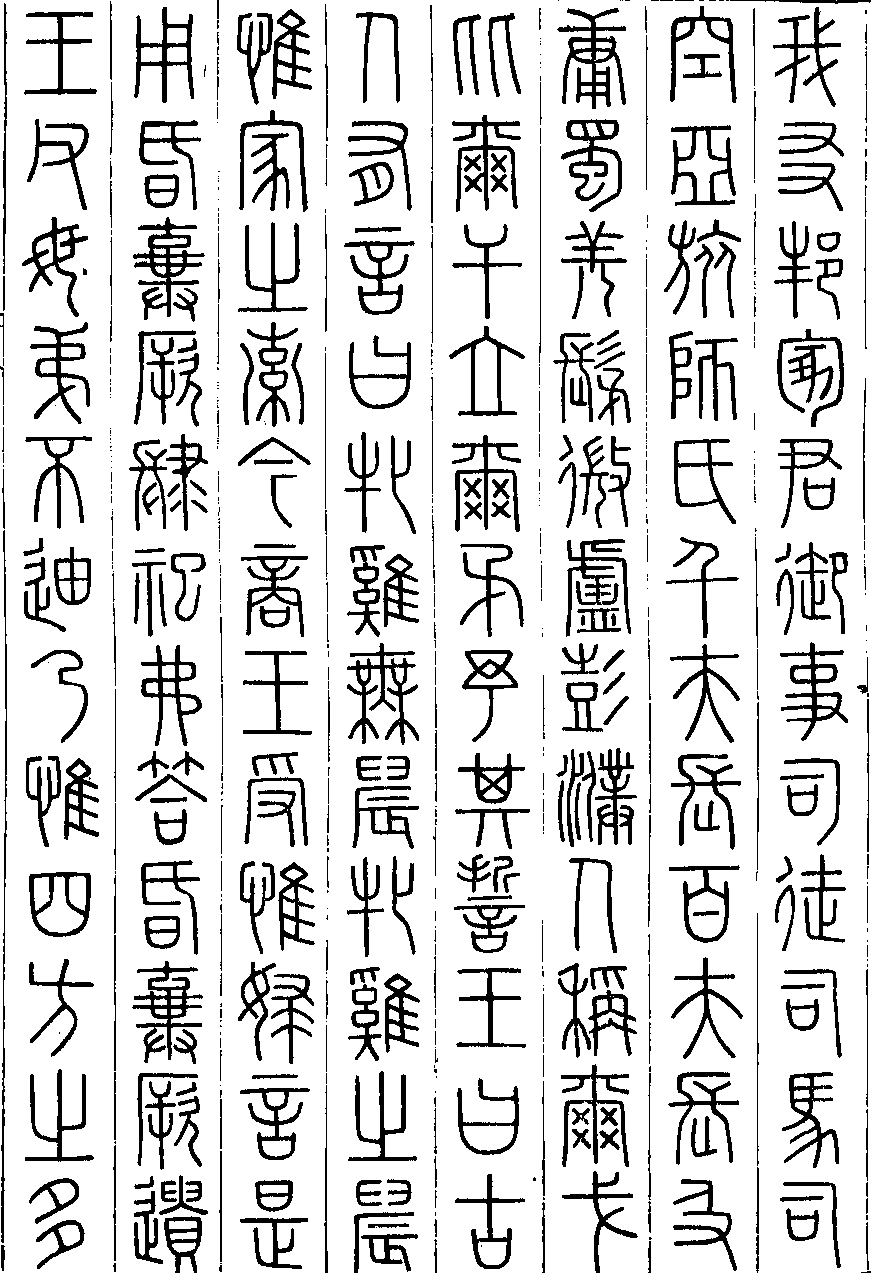 我友邦冢君御事司徒司馬司
空亞旅師氏千夫長百夫長及
庸蜀羌髳微盧彭濮人稱爾戈
比爾干立爾矛予其誓王曰古
人有言曰牝雞無晨牝雞之晨
惟家之索今商王受惟婦言是
用昏棄厥肆祀弗答昏棄厥遺
王父母弟不迪乃惟四方之多